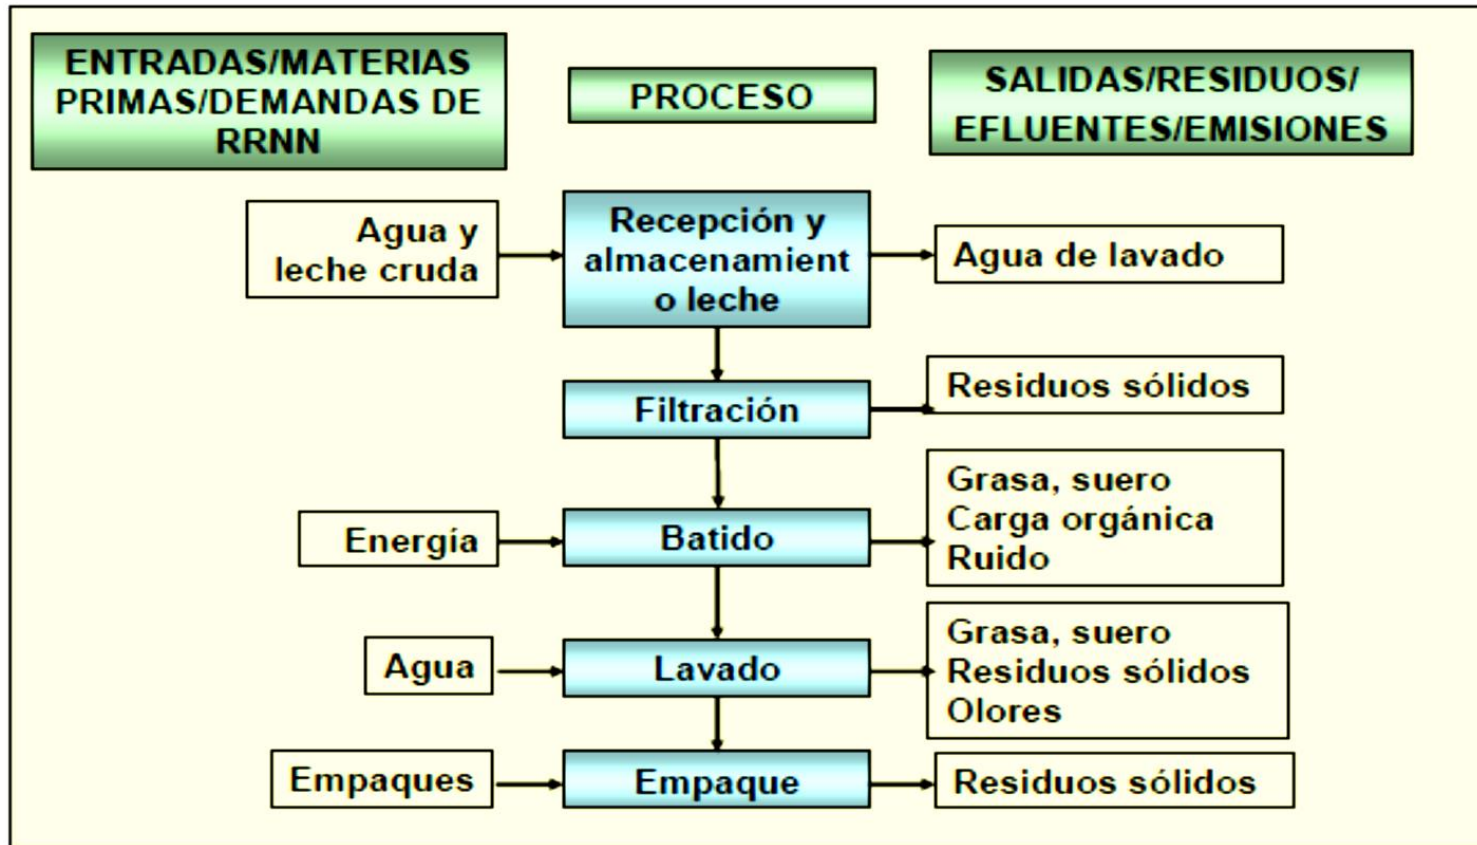 ENTRADAS/MATERIAS
PRIMAS/DEMANDAS DE
RRNN
PROCESO
SALIDAS/RESIDUOS/
EFLUENTES/EMISIONES
Agua y
leche cruda
Recepción y
almacenamient
o leche
Agua de lavado
Filtración
Residuos sólidos
Energía
Batido
Grasa, suero
Carga orgánica
Ruido
Agua
Lavado
Grasa, suero
Residuos sólidos
Olores
Empaques
Empaque
Residuos sólidos